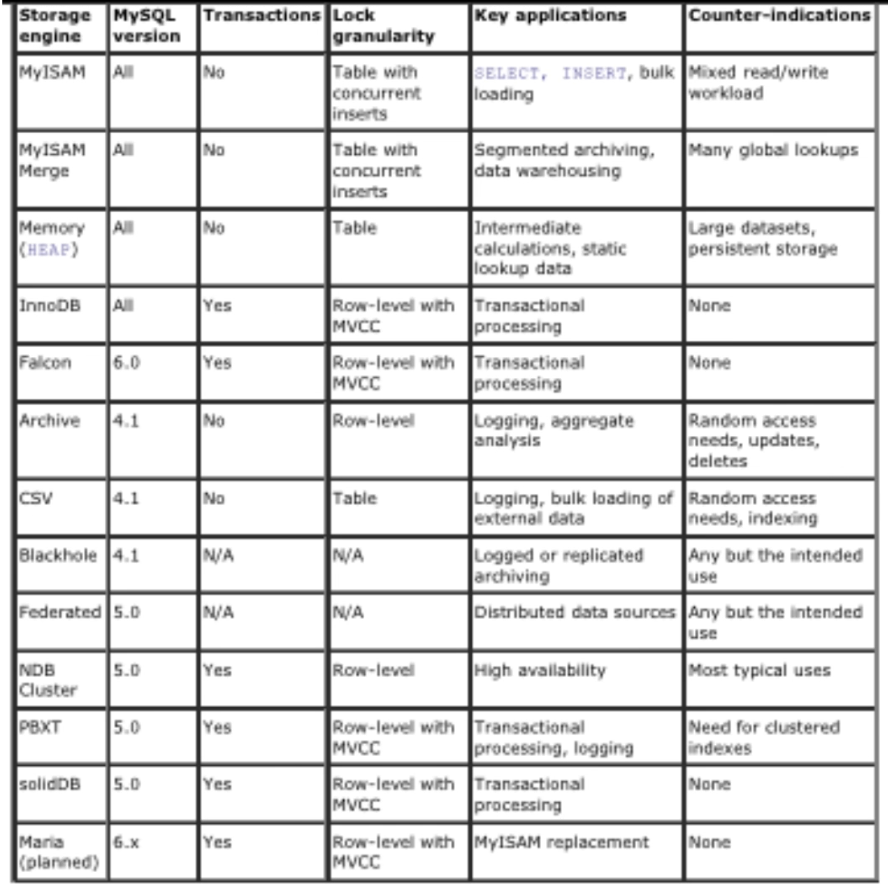 Storage engine | MySQL version | Transactions | Lock granularity | Key applications | Counter-indications
MyISAM | All | No | Table with concurrent inserts | SELECT, INSERT, bulk loading | Mixed read/write workload
MyISAM Merge | All | No | Table with concurrent inserts | Segmented archiving, data warehousing | Many global lookups
Memory (HEAP) | All | No | Table | Intermediate calculations, static lookup data | Large datasets, persistent storage
InnoDB | All | Yes | Row-level with MVCC | Transactional processing | None
Falcon | 6.0 | Yes | Row-level with MVCC | Transactional processing | None
Archive | 4.1 | No | Row-level | Logging, aggregate analysis | Random access needs, updates, deletes
CSV | 4.1 | No | Table | Logging, bulk loading of external data | Random access needs, indexing
Blackhole | 4.1 | N/A | N/A | Logged or replicated archiving | Any but the intended use
Federated | 5.0 | N/A | N/A | Distributed data sources | Any but the intended use
NDB Cluster | 5.0 | Yes | Row-level | High availability | Most typical uses
PBXT | 5.0 | Yes | Row-level with MVCC | Transactional processing, logging | Need for clustered indexes
solidDB | 5.0 | Yes | Row-level with MVCC | Transactional processing | None
Maria (planned) | 6.x | Yes | Row-level with MVCC | MyISAM replacement | None